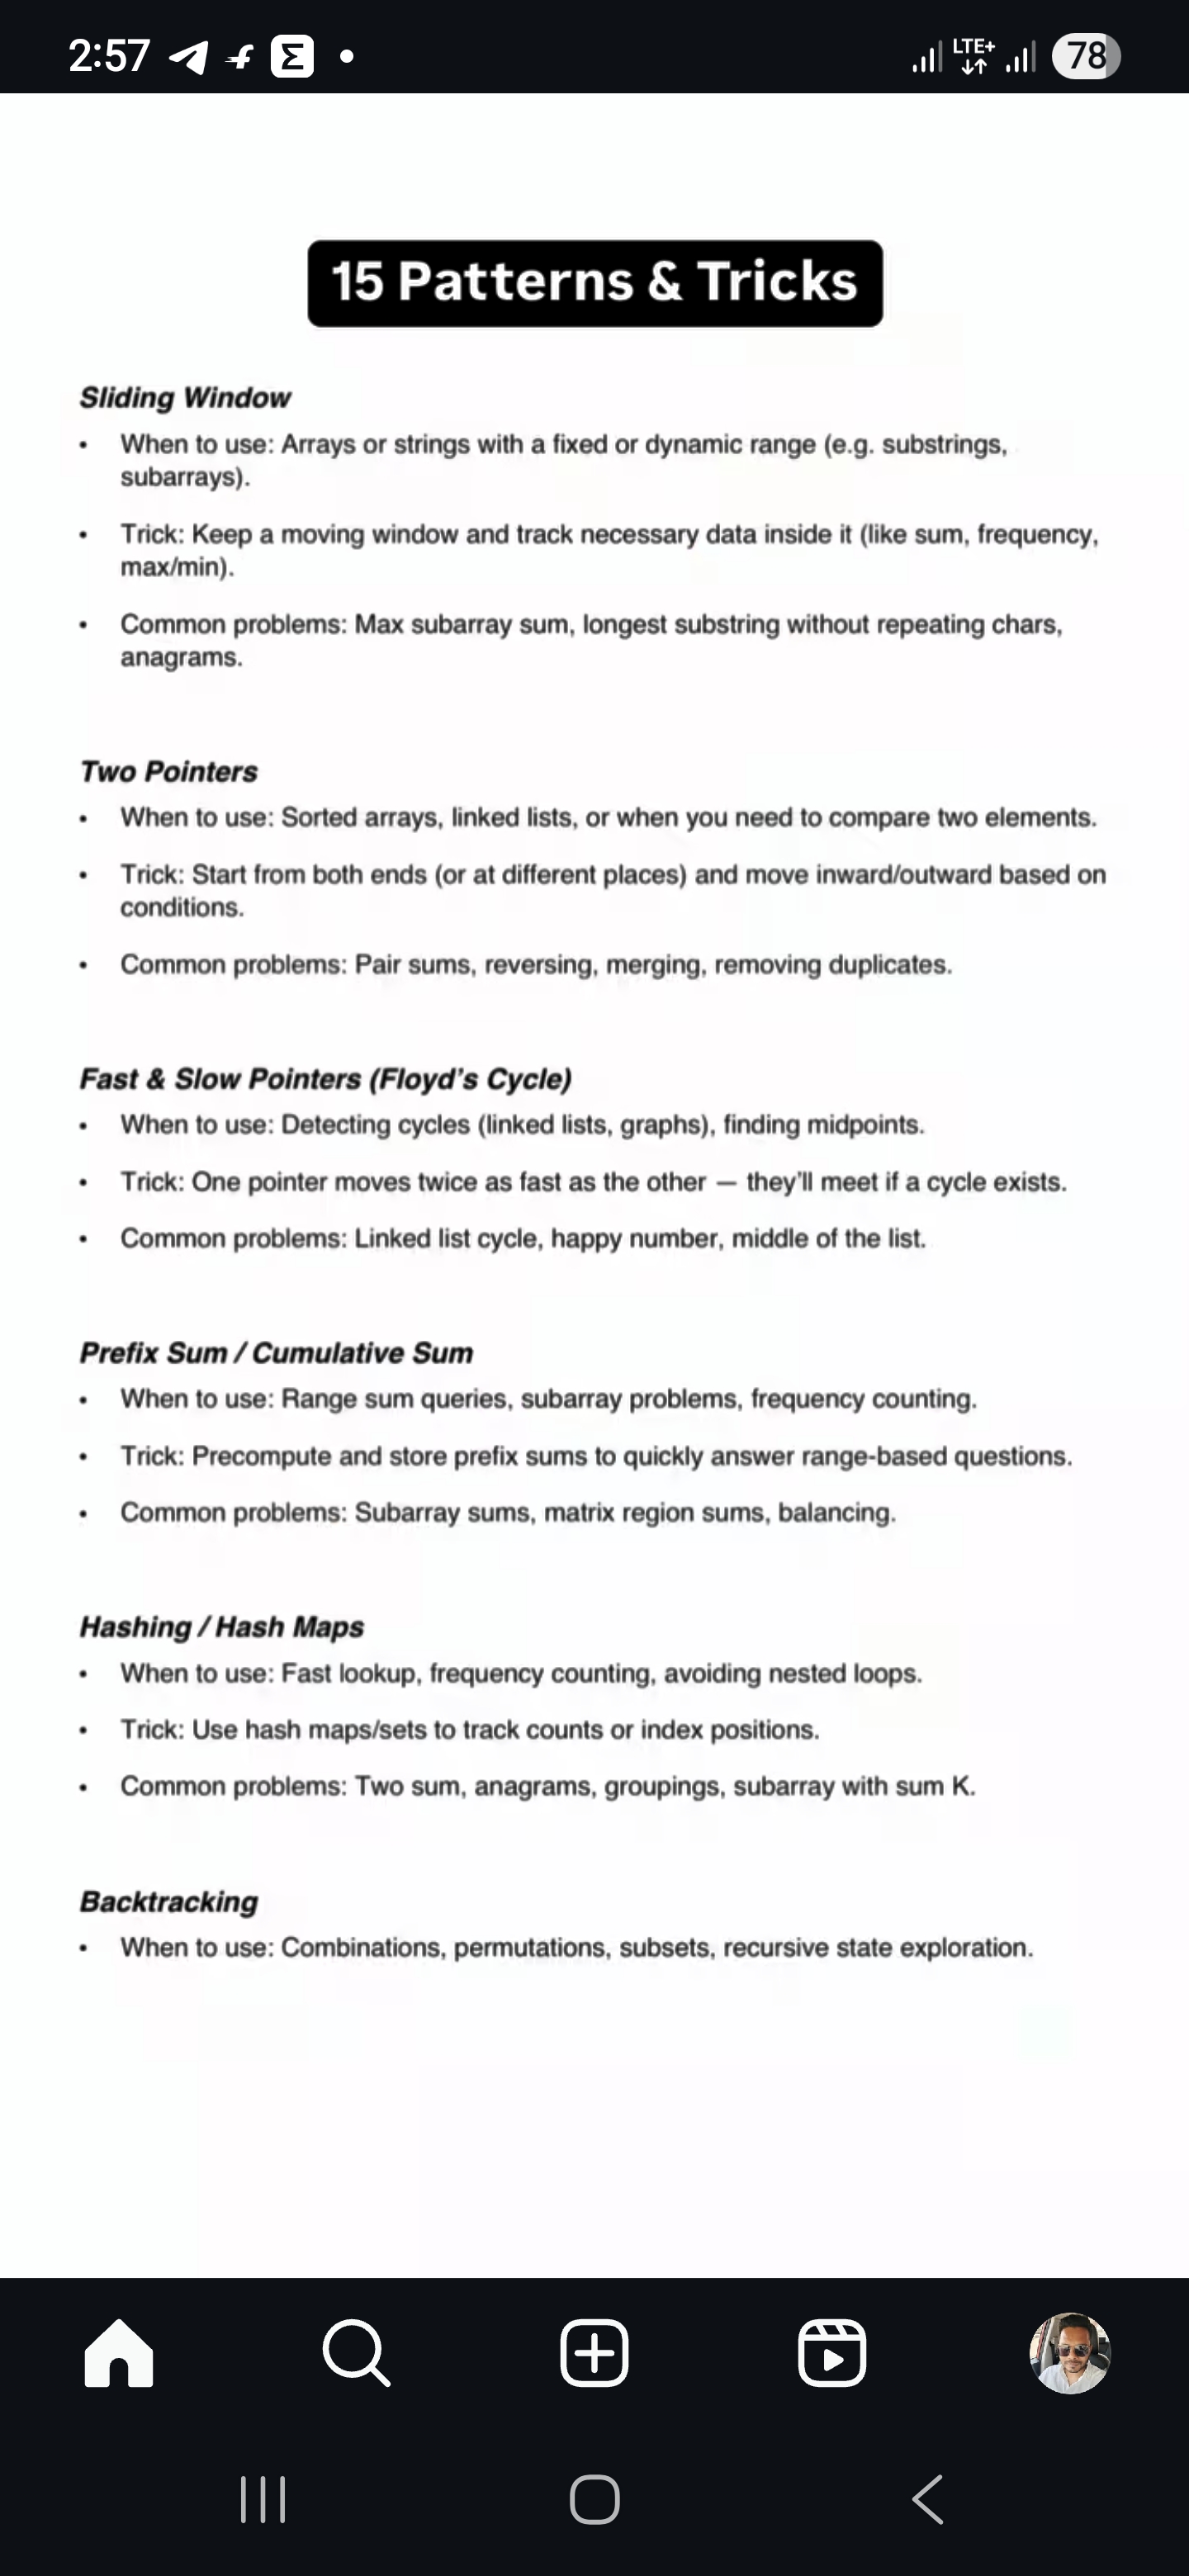 2:57
LTE+
78
15 Patterns & Tricks
Sliding Window
• When to use: Arrays or strings with a fixed or dynamic range (e.g. substrings,
subarrays).
• Trick: Keep a moving window and track necessary data inside it (like sum, frequency,
max/min).
• Common problems: Max subarray sum, longest substring without repeating chars,
anagrams.
Two Pointers
• When to use: Sorted arrays, linked lists, or when you need to compare two elements.
• Trick: Start from both ends (or at different places) and move inward/outward based on
conditions.
• Common problems: Pair sums, reversing, merging, removing duplicates.
Fast & Slow Pointers (Floyd’s Cycle)
• When to use: Detecting cycles (linked lists, graphs), finding midpoints.
• Trick: One pointer moves twice as fast as the other — they’ll meet if a cycle exists.
• Common problems: Linked list cycle, happy number, middle of the list.
Prefix Sum / Cumulative Sum
• When to use: Range sum queries, subarray problems, frequency counting.
• Trick: Precompute and store prefix sums to quickly answer range-based questions.
• Common problems: Subarray sums, matrix region sums, balancing.
Hashing / Hash Maps
• When to use: Fast lookup, frequency counting, avoiding nested loops.
• Trick: Use hash maps/sets to track counts or index positions.
• Common problems: Two sum, anagrams, groupings, subarray with sum K.
Backtracking
• When to use: Combinations, permutations, subsets, recursive state exploration.